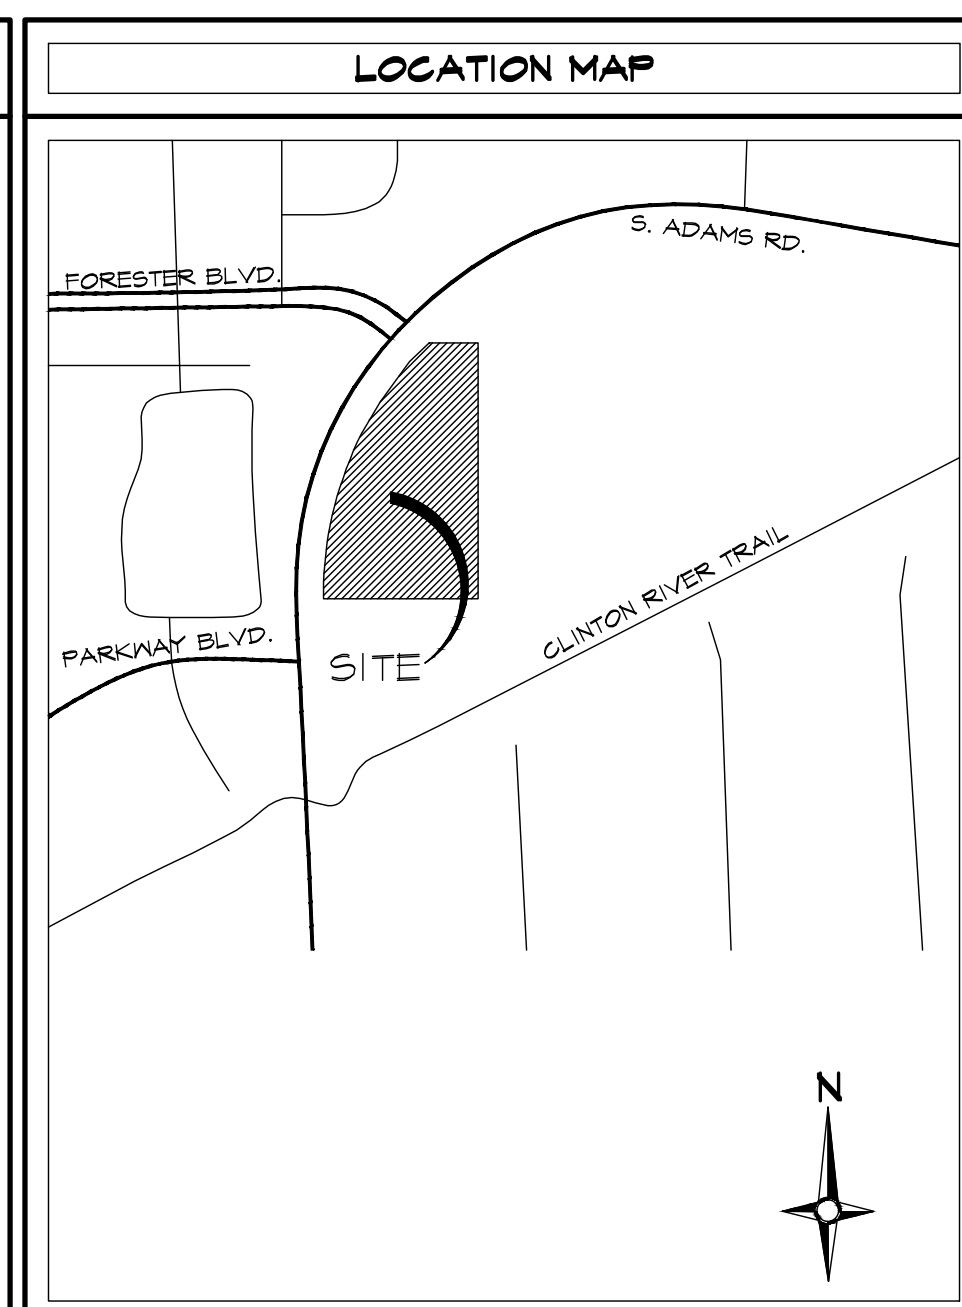 LOCATION MAP
S. ADAMS RD.
FORESTER BLVD.
CLINTON RIVER TRAIL
PARKWAY BLVD.
SITE
N